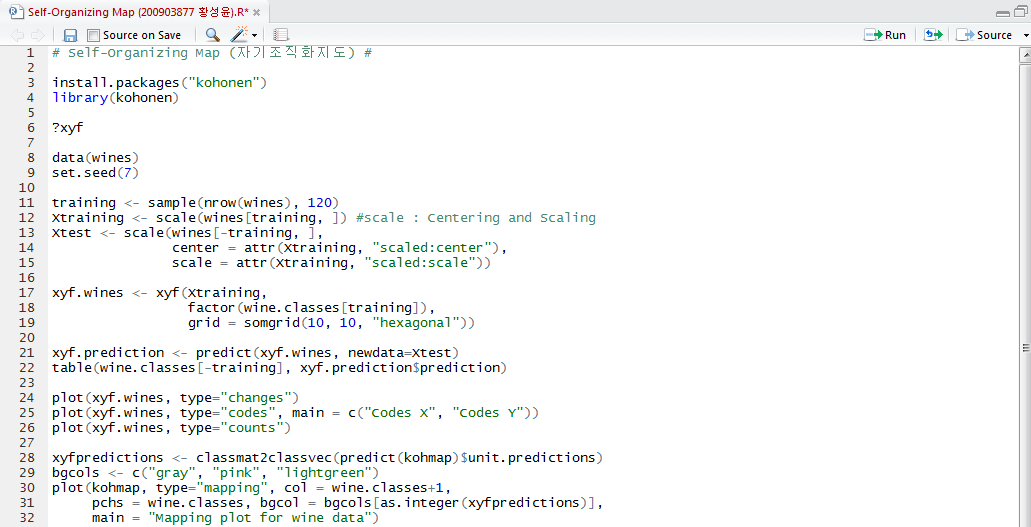 Self-Organizing Map (200903877 황성윤).R*
Source on Save
Run
Source
1 # Self-Organizing Map (자기조직화지도) #
2
3 install.packages("kohonen")
4 library(kohonen)
5
6 ?xyf
7
8 data(wines)
9 set.seed(7)
10
11 training <- sample(nrow(wines), 120)
12 Xtraining <- scale(wines[training, ]) #scale : Centering and Scaling
13 Xtest <- scale(wines[-training, ],
14 center = attr(Xtraining, "scaled:center"),
15 scale = attr(Xtraining, "scaled:scale"))
16
17 xyf.wines <- xyf(Xtraining,
18 factor(wine.classes[training]),
19 grid = somgrid(10, 10, "hexagonal"))
20
21 xyf.prediction <- predict(xyf.wines, newdata=Xtest)
22 table(wine.classes[-training], xyf.prediction$prediction)
23
24 plot(xyf.wines, type="changes")
25 plot(xyf.wines, type="codes", main = c("Codes X", "Codes Y"))
26 plot(xyf.wines, type="counts")
27
28 xyfpredictions <- classmat2classvec(predict(kohmap)$unit.predictions)
29 bgcols <- c("gray", "pink", "lightgreen")
30 plot(kohmap, type="mapping", col = wine.classes+1,
31 pchs = wine.classes, bgcol = bgcols[as.integer(xyfpredictions)],
32 main = "Mapping plot for wine data")